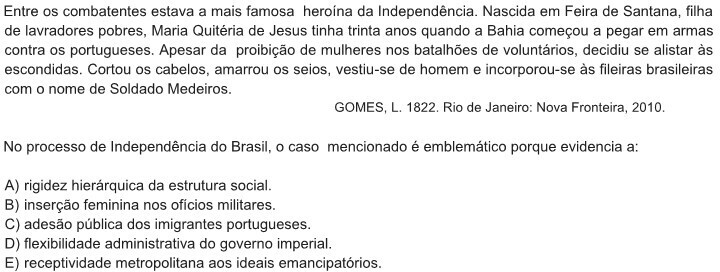 Entre os combatentes estava a mais famosa heroína da Independência. Nascida em Feira de Santana, filha
de lavradores pobres, Maria Quitéria de Jesus tinha trinta anos quando a Bahia começou a pegar em armas
contra os portugueses. Apesar da proibição de mulheres nos batalhões de voluntários, decidiu se alistar às
escondidas. Cortou os cabelos, amarrou os seios, vestiu-se de homem e incorporou-se às fileiras brasileiras
com o nome de Soldado Medeiros.
GOMES, L. 1822. Rio de Janeiro: Nova Fronteira, 2010.
No processo de Independência do Brasil, o caso mencionado é emblemático porque evidencia a:
A) rigidez hierárquica da estrutura social.
B) inserção feminina nos ofícios militares.
C) adesão pública dos imigrantes portugueses.
D) flexibilidade administrativa do governo imperial.
E) receptividade metropolitana aos ideais emancipatórios.